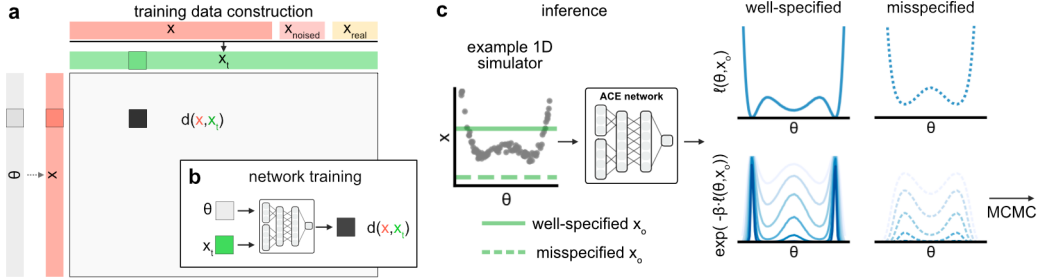 a
training data construction
x
x_noised
x_real
x_t
d(x,x_t)
θ
x
b
network training
θ
x_t
d(x,x_t)
c
inference
example 1D
simulator
x
θ
ACE network
well-specified x_o
misspecified x_o
well-specified
misspecified
ℓ(θ,x_o)
θ
θ
exp( -β·ℓ(θ,x_o))
θ
θ
MCMC